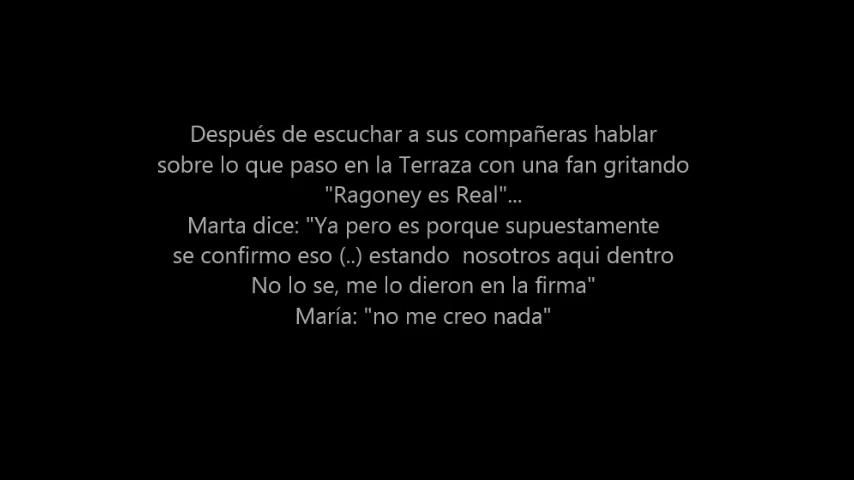 Después de escuchar a sus compañeras hablar
sobre lo que paso en la Terraza con una fan gritando
"Ragoney es Real"...
Marta dice: "Ya pero es porque supuestamente
se confirmo eso (..) estando  nosotros aqui dentro
No lo se, me lo dieron en la firma"
María: "no me creo nada"